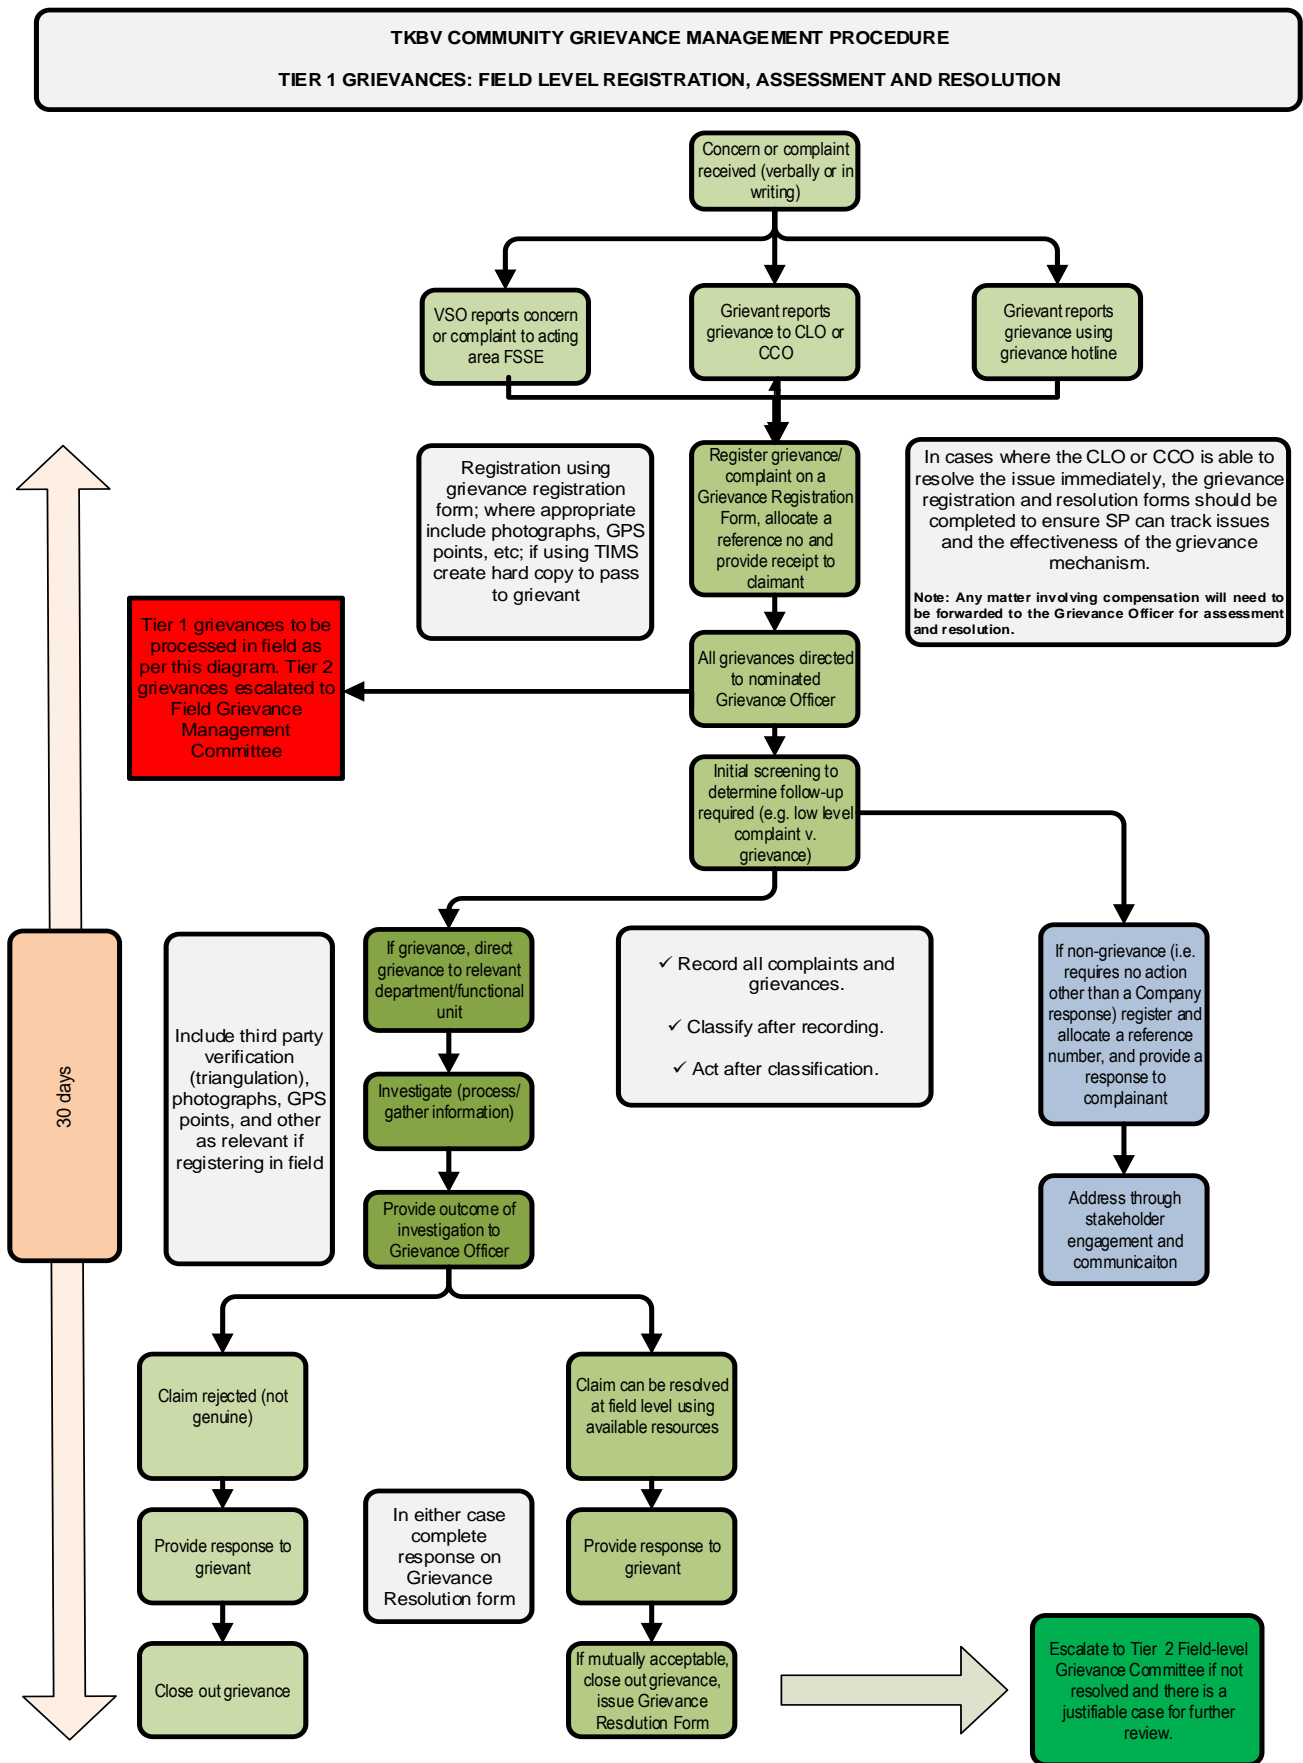 TKBV COMMUNITY GRIEVANCE MANAGEMENT PROCEDURE
TIER 1 GRIEVANCES: FIELD LEVEL REGISTRATION, ASSESSMENT AND RESOLUTION
Concern or complaint
received (verbally or in
writing)
VSO reports concern
or complaint to acting
area FSSE
Grievant reports
grievance to CLO or
CCO
Grievant reports
grievance using
grievance hotline
Registration using
grievance registration
form; where appropriate
include photographs, GPS
points, etc; if using TIMS
create hard copy to pass
to grievant
Register grievance/
complaint on a
Grievance Registration
Form, allocate a
reference no and
provide receipt to
claimant
In cases where the CLO or CCO is able to
resolve the issue immediately, the grievance
registration and resolution forms should be
completed to ensure SP can track issues
and the effectiveness of the grievance
mechanism.
Note: Any matter involving compensation will need to
be forwarded to the Grievance Officer for assessment
and resolution.
Tier 1 grievances to be
processed in field as
per this diagram. Tier 2
grievances escalated to
Field Grievance
Management
Committee
All grievances directed
to nominated
Grievance Officer
Initial screening to
determine follow-up
required (e.g. low level
complaint v.
grievance)
30 days
Include third party
verification
(triangulation),
photographs, GPS
points, and other
as relevant if
registering in field
If grievance, direct
grievance to relevant
department/functional
unit
✓ Record all complaints and
grievances.
✓ Classify after recording.
✓ Act after classification.
If non-grievance (i.e.
requires no action
other than a Company
response) register and
allocate a reference
number, and provide a
response to
complainant
Investigate (process/
gather information)
Provide outcome of
investigation to
Grievance Officer
Address through
stakeholder
engagement and
communicaiton
Claim rejected (not
genuine)
Claim can be resolved
at field level using
available resources
Provide response to
grievant
In either case
complete
response on
Grievance
Resolution form
Provide response to
grievant
Close out grievance
If mutually acceptable,
close out grievance,
issue Grievance
Resolution Form
Escalate to Tier 2 Field-level
Grievance Committee if not
resolved and there is a
justifiable case for further
review.